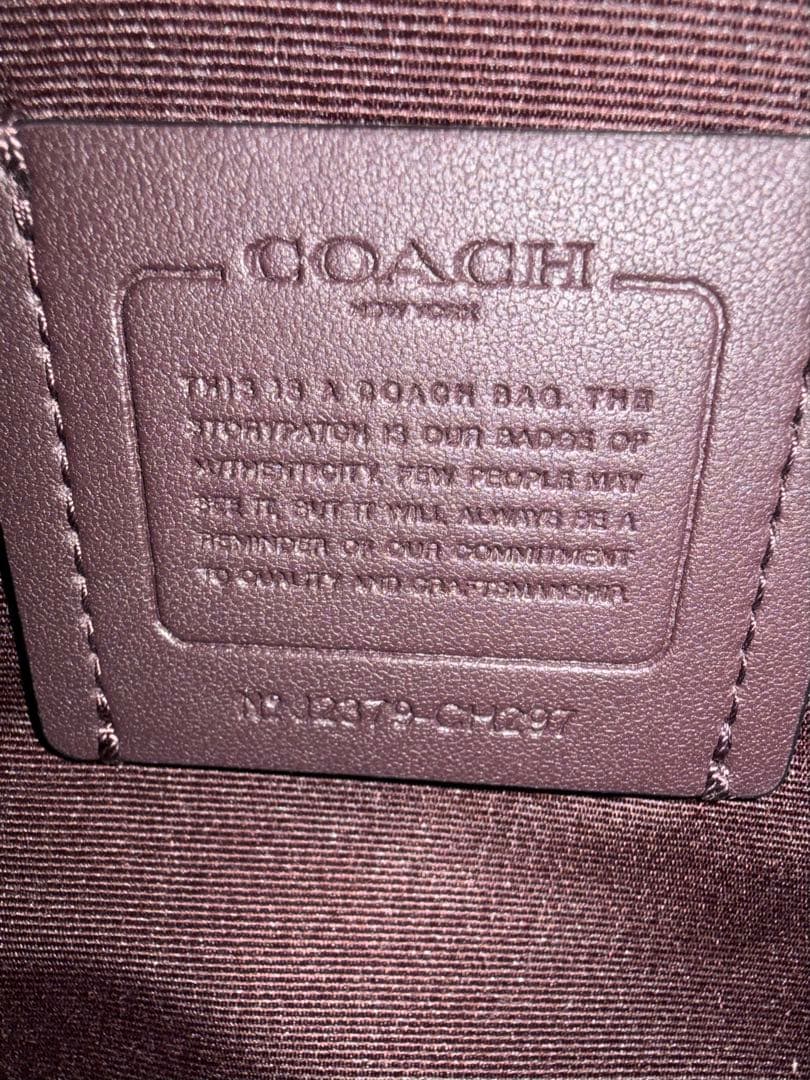 COACH
NEW YORK
THIS IS A COACH BAG. THE
STORYPATCH IS OUR BADGE OF
AUTHENTICITY. FEW PEOPLE MAY
SEE IT, BUT IT WILL ALWAYS BE A
REMINDER OF OUR COMMITMENT
TO QUALITY AND CRAFTSMANSHIP.
Nº J2379-CH297